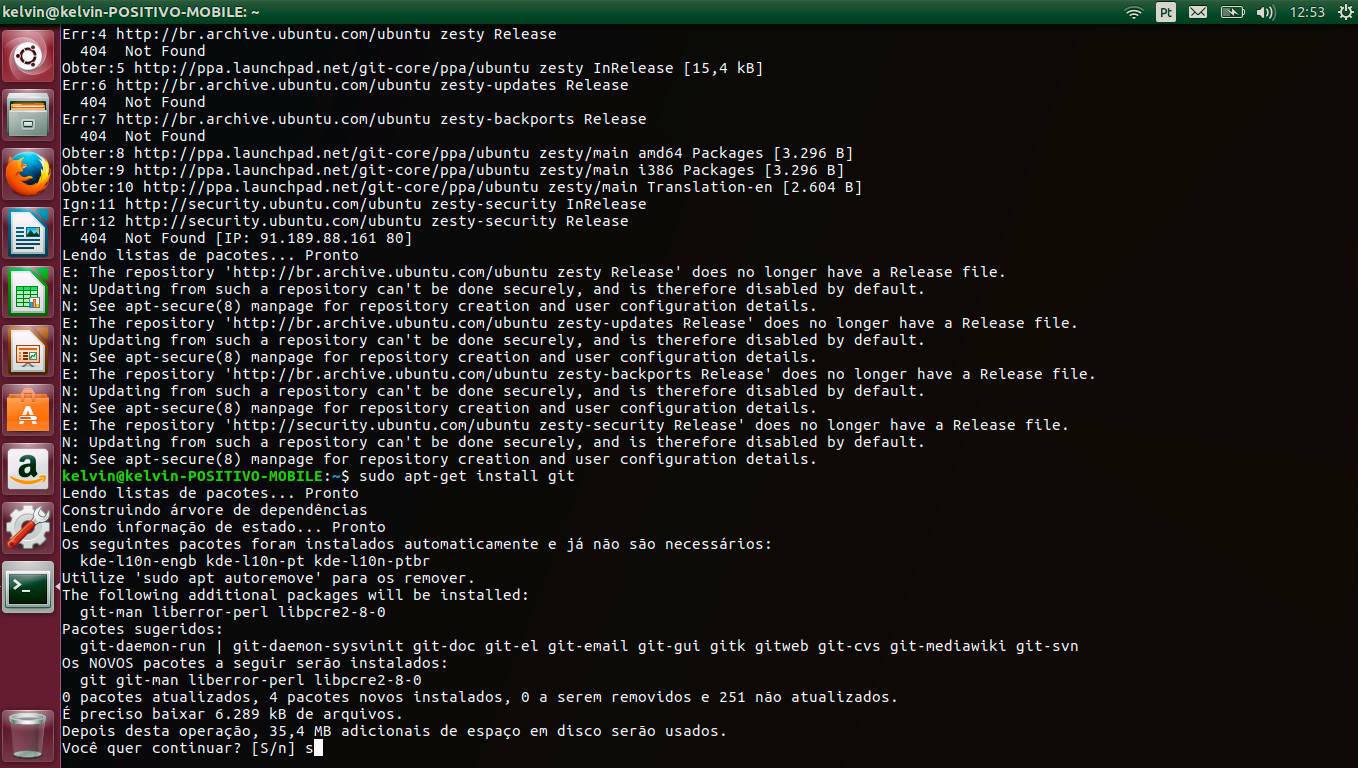 kelvin@kelvin-POSITIVO-MOBILE: ~
Pt
12:53
Err:4 http://br.archive.ubuntu.com/ubuntu zesty Release
404  Not Found
Obter:5 http://ppa.launchpad.net/git-core/ppa/ubuntu zesty InRelease [15,4 kB]
Err:6 http://br.archive.ubuntu.com/ubuntu zesty-updates Release
404  Not Found
Err:7 http://br.archive.ubuntu.com/ubuntu zesty-backports Release
404  Not Found
Obter:8 http://ppa.launchpad.net/git-core/ppa/ubuntu zesty/main amd64 Packages [3.296 B]
Obter:9 http://ppa.launchpad.net/git-core/ppa/ubuntu zesty/main i386 Packages [3.296 B]
Obter:10 http://ppa.launchpad.net/git-core/ppa/ubuntu zesty/main Translation-en [2.604 B]
Ign:11 http://security.ubuntu.com/ubuntu zesty-security InRelease
Err:12 http://security.ubuntu.com/ubuntu zesty-security Release
404  Not Found [IP: 91.189.88.161 80]
Lendo listas de pacotes... Pronto
E: The repository 'http://br.archive.ubuntu.com/ubuntu zesty Release' does no longer have a Release file.
N: Updating from such a repository can't be done securely, and is therefore disabled by default.
N: See apt-secure(8) manpage for repository creation and user configuration details.
E: The repository 'http://br.archive.ubuntu.com/ubuntu zesty-updates Release' does no longer have a Release file.
N: Updating from such a repository can't be done securely, and is therefore disabled by default.
N: See apt-secure(8) manpage for repository creation and user configuration details.
E: The repository 'http://br.archive.ubuntu.com/ubuntu zesty-backports Release' does no longer have a Release file.
N: Updating from such a repository can't be done securely, and is therefore disabled by default.
N: See apt-secure(8) manpage for repository creation and user configuration details.
E: The repository 'http://security.ubuntu.com/ubuntu zesty-security Release' does no longer have a Release file.
N: Updating from such a repository can't be done securely, and is therefore disabled by default.
N: See apt-secure(8) manpage for repository creation and user configuration details.
kelvin@kelvin-POSITIVO-MOBILE:~$ sudo apt-get install git
Lendo listas de pacotes... Pronto
Construindo árvore de dependências
Lendo informação de estado... Pronto
Os seguintes pacotes foram instalados automaticamente e já não são necessários:
kde-l10n-engb kde-l10n-pt kde-l10n-ptbr
Utilize 'sudo apt autoremove' para os remover.
The following additional packages will be installed:
git-man liberror-perl libpcre2-8-0
Pacotes sugeridos:
git-daemon-run | git-daemon-sysvinit git-doc git-el git-email git-gui gitk gitweb git-cvs git-mediawiki git-svn
Os NOVOS pacotes a seguir serão instalados:
git git-man liberror-perl libpcre2-8-0
0 pacotes atualizados, 4 pacotes novos instalados, 0 a serem removidos e 251 não atualizados.
É preciso baixar 6.289 kB de arquivos.
Depois desta operação, 35,4 MB adicionais de espaço em disco serão usados.
Você quer continuar? [S/n] s